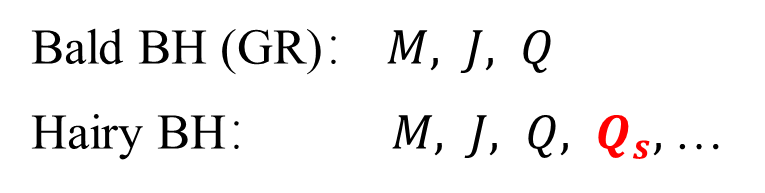 Bald BH (GR): M, J, Q
Hairy BH: M, J, Q, Qs, …